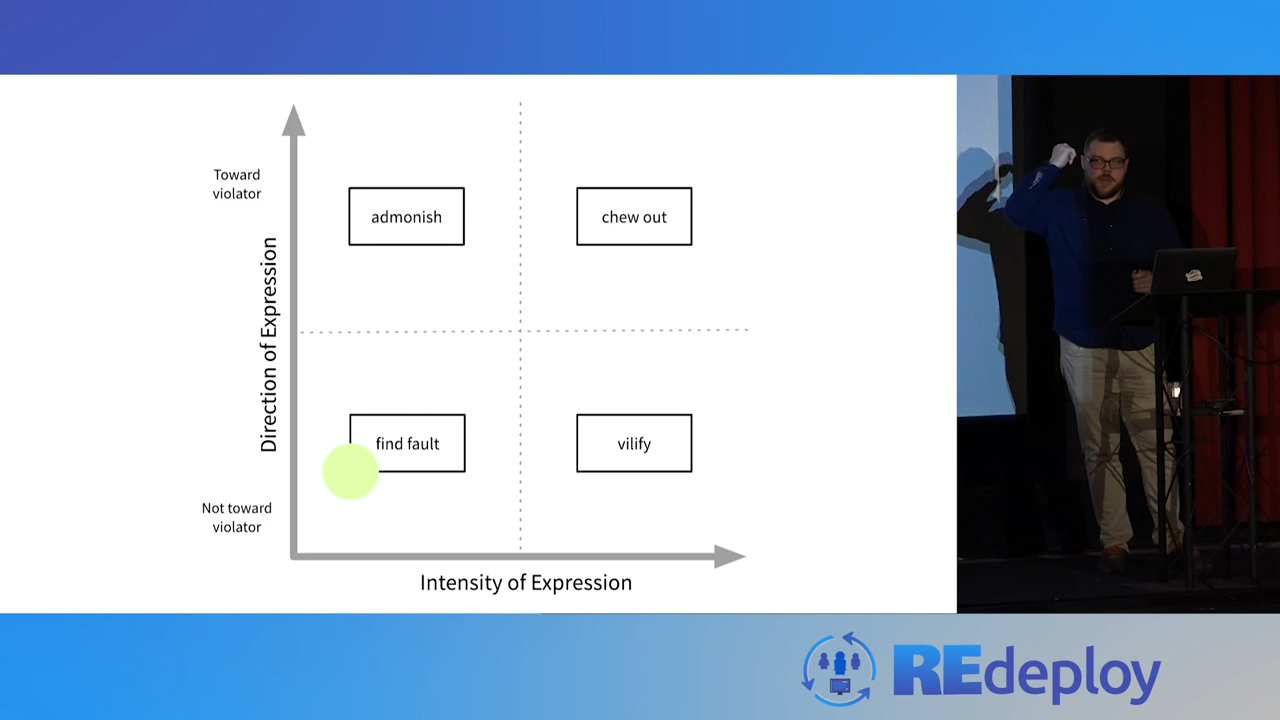 Toward
violator
admonish
chew out
Direction of Expression
find fault
vilify
Not toward
violator
Intensity of Expression
REdeploy